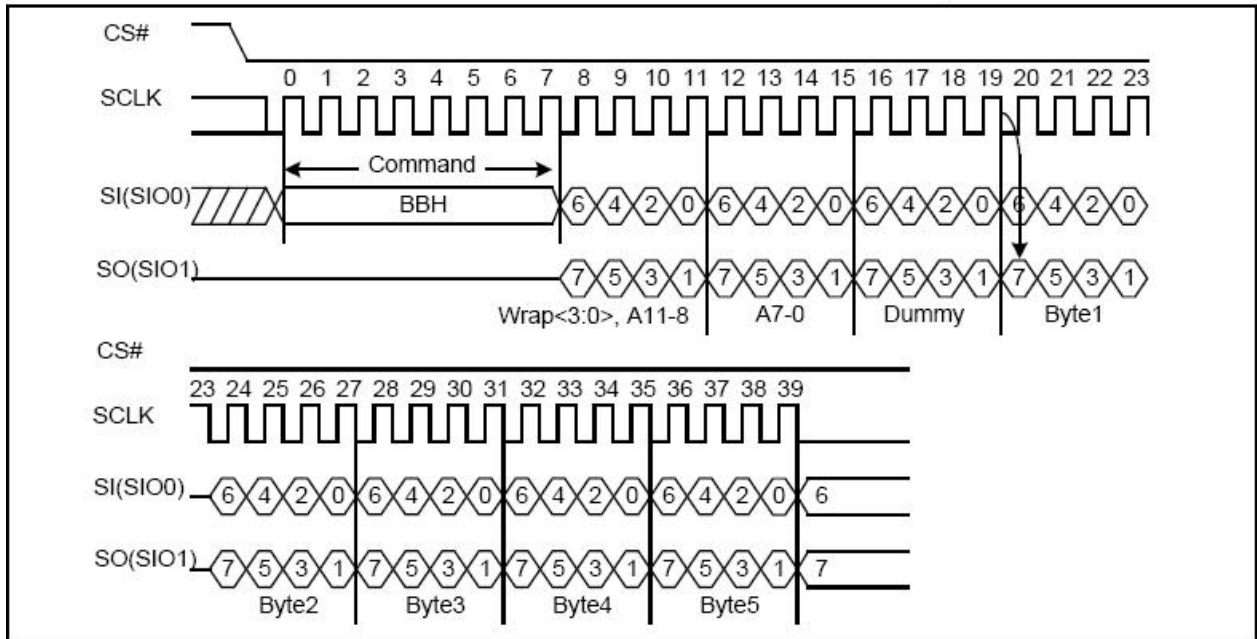 CS#
0 1 2 3 4 5 6 7 8 9 10 11 12 13 14 15 16 17 18 19 20 21 22 23
SCLK
Command
SI(SIO0) BBH 6 4 2 0 6 4 2 0 6 4 2 0 6 4 2 0
SO(SIO1) 7 5 3 1 7 5 3 1 7 5 3 1 7 5 3 1
Wrap<3:0>, A11-8 A7-0 Dummy Byte1
CS#
23 24 25 26 27 28 29 30 31 32 33 34 35 36 37 38 39
SCLK
SI(SIO0) 6 4 2 0 6 4 2 0 6 4 2 0 6 4 2 0 6
SO(SIO1) 7 5 3 1 7 5 3 1 7 5 3 1 7 5 3 1 7
Byte2 Byte3 Byte4 Byte5